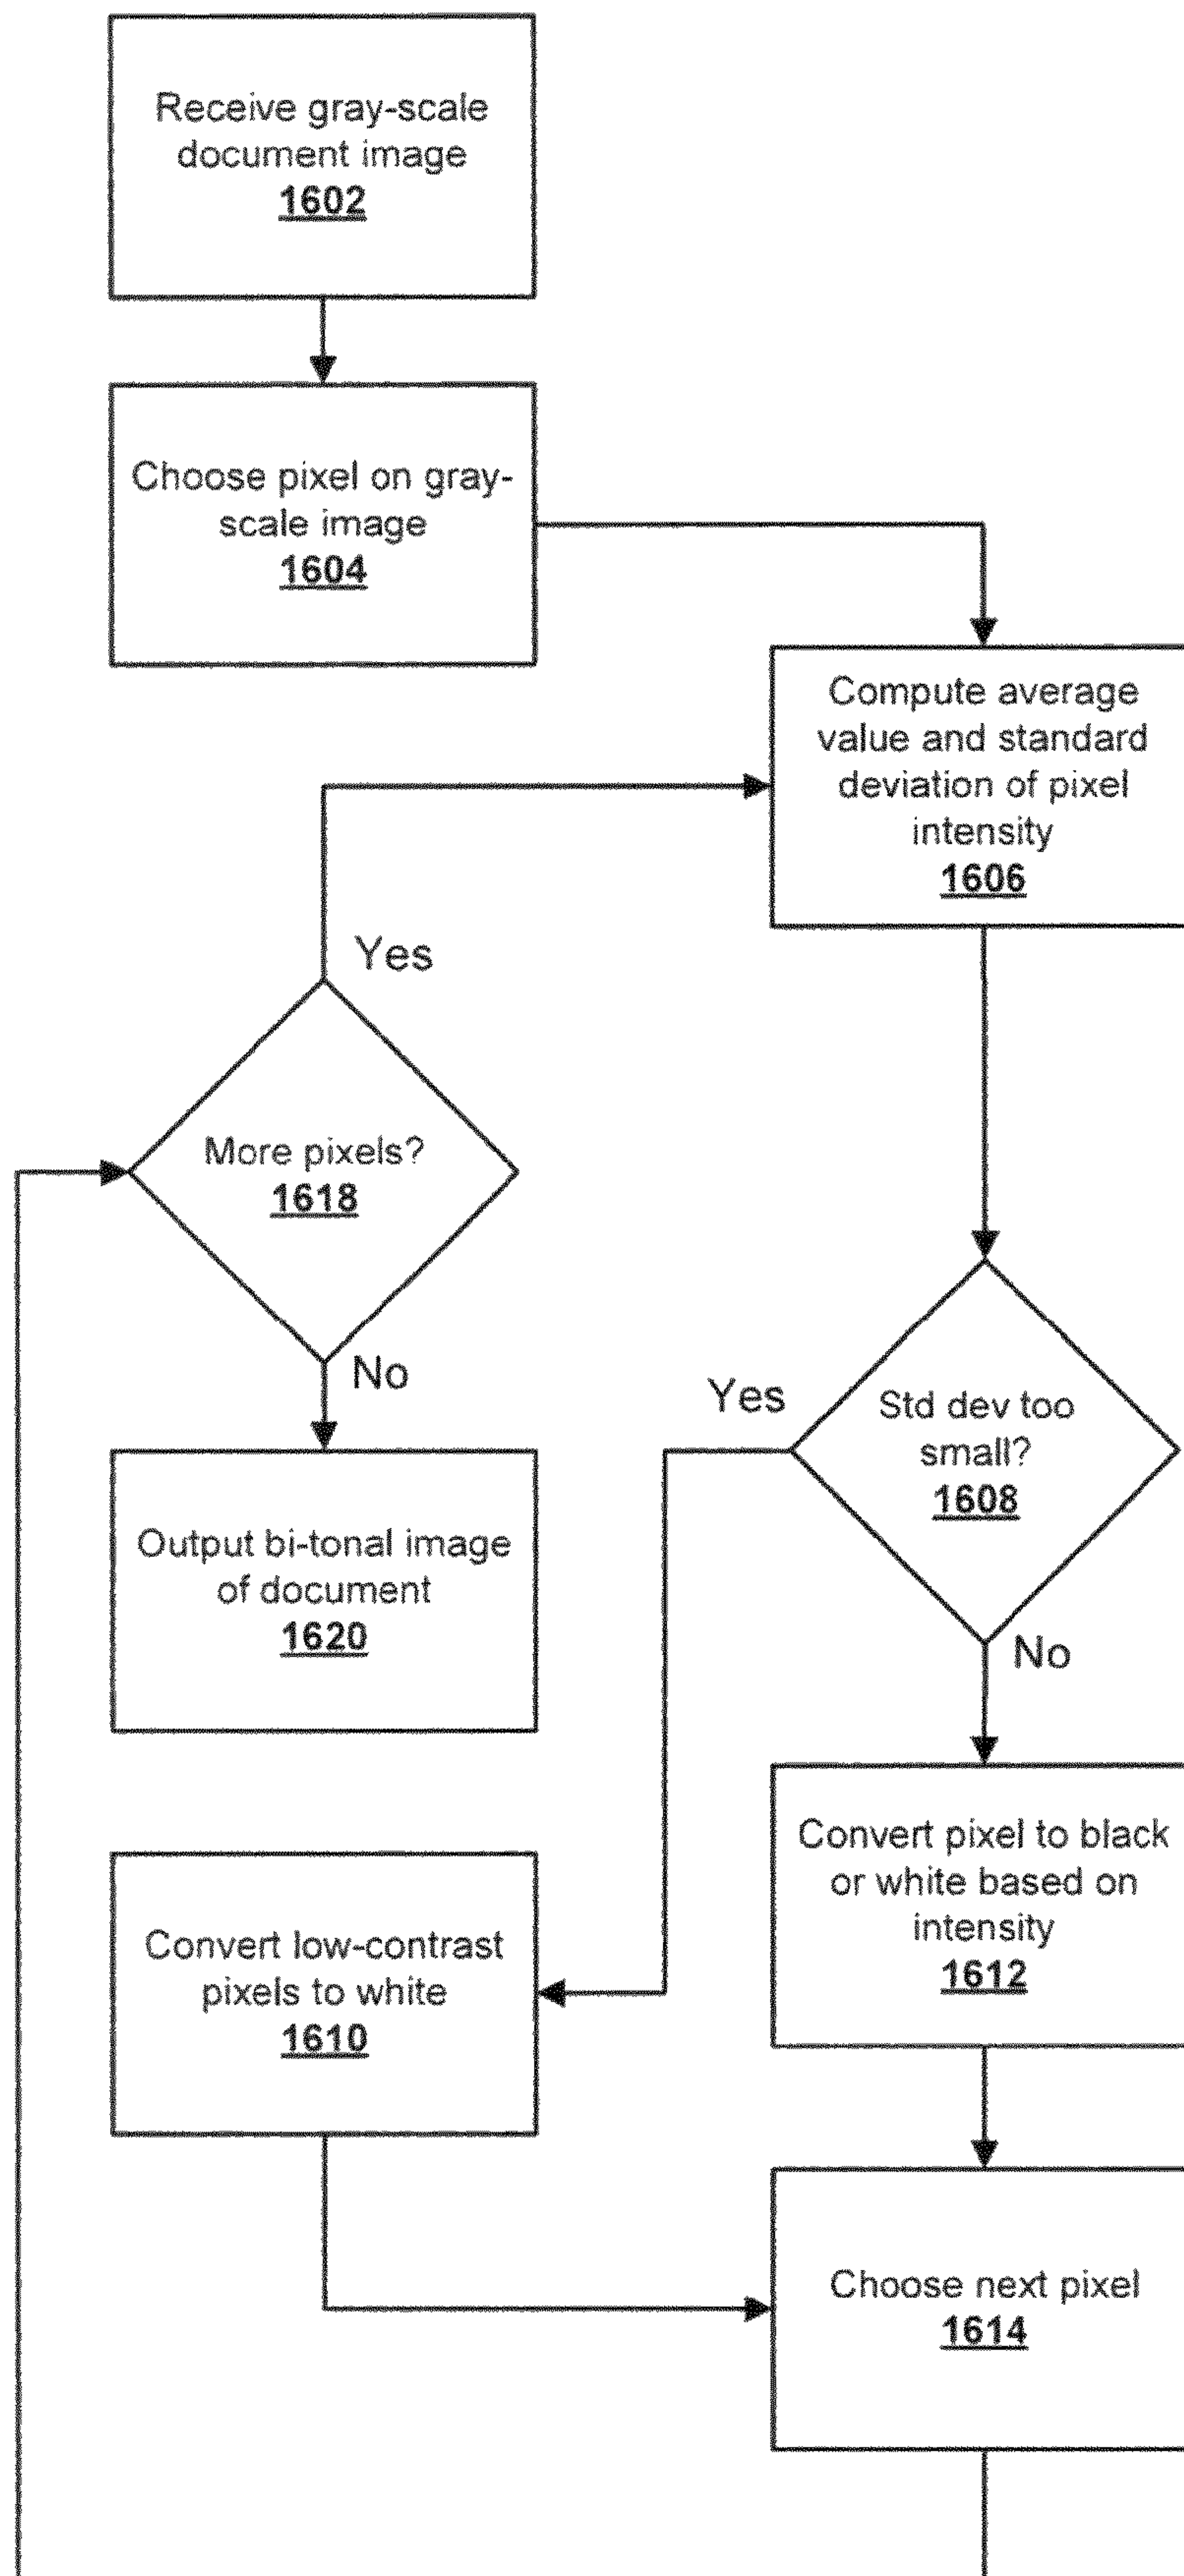 Receive gray-scale
document image
1602
Choose pixel on gray-
scale image
1604
Compute average
value and standard
deviation of pixel
intensity
1606
Yes
More pixels?
1618
No
Yes
Std dev too
small?
1608
Output bi-tonal image
of document
1620
No
Convert pixel to black
or white based on
intensity
1612
Convert low-contrast
pixels to white
1610
Choose next pixel
1614